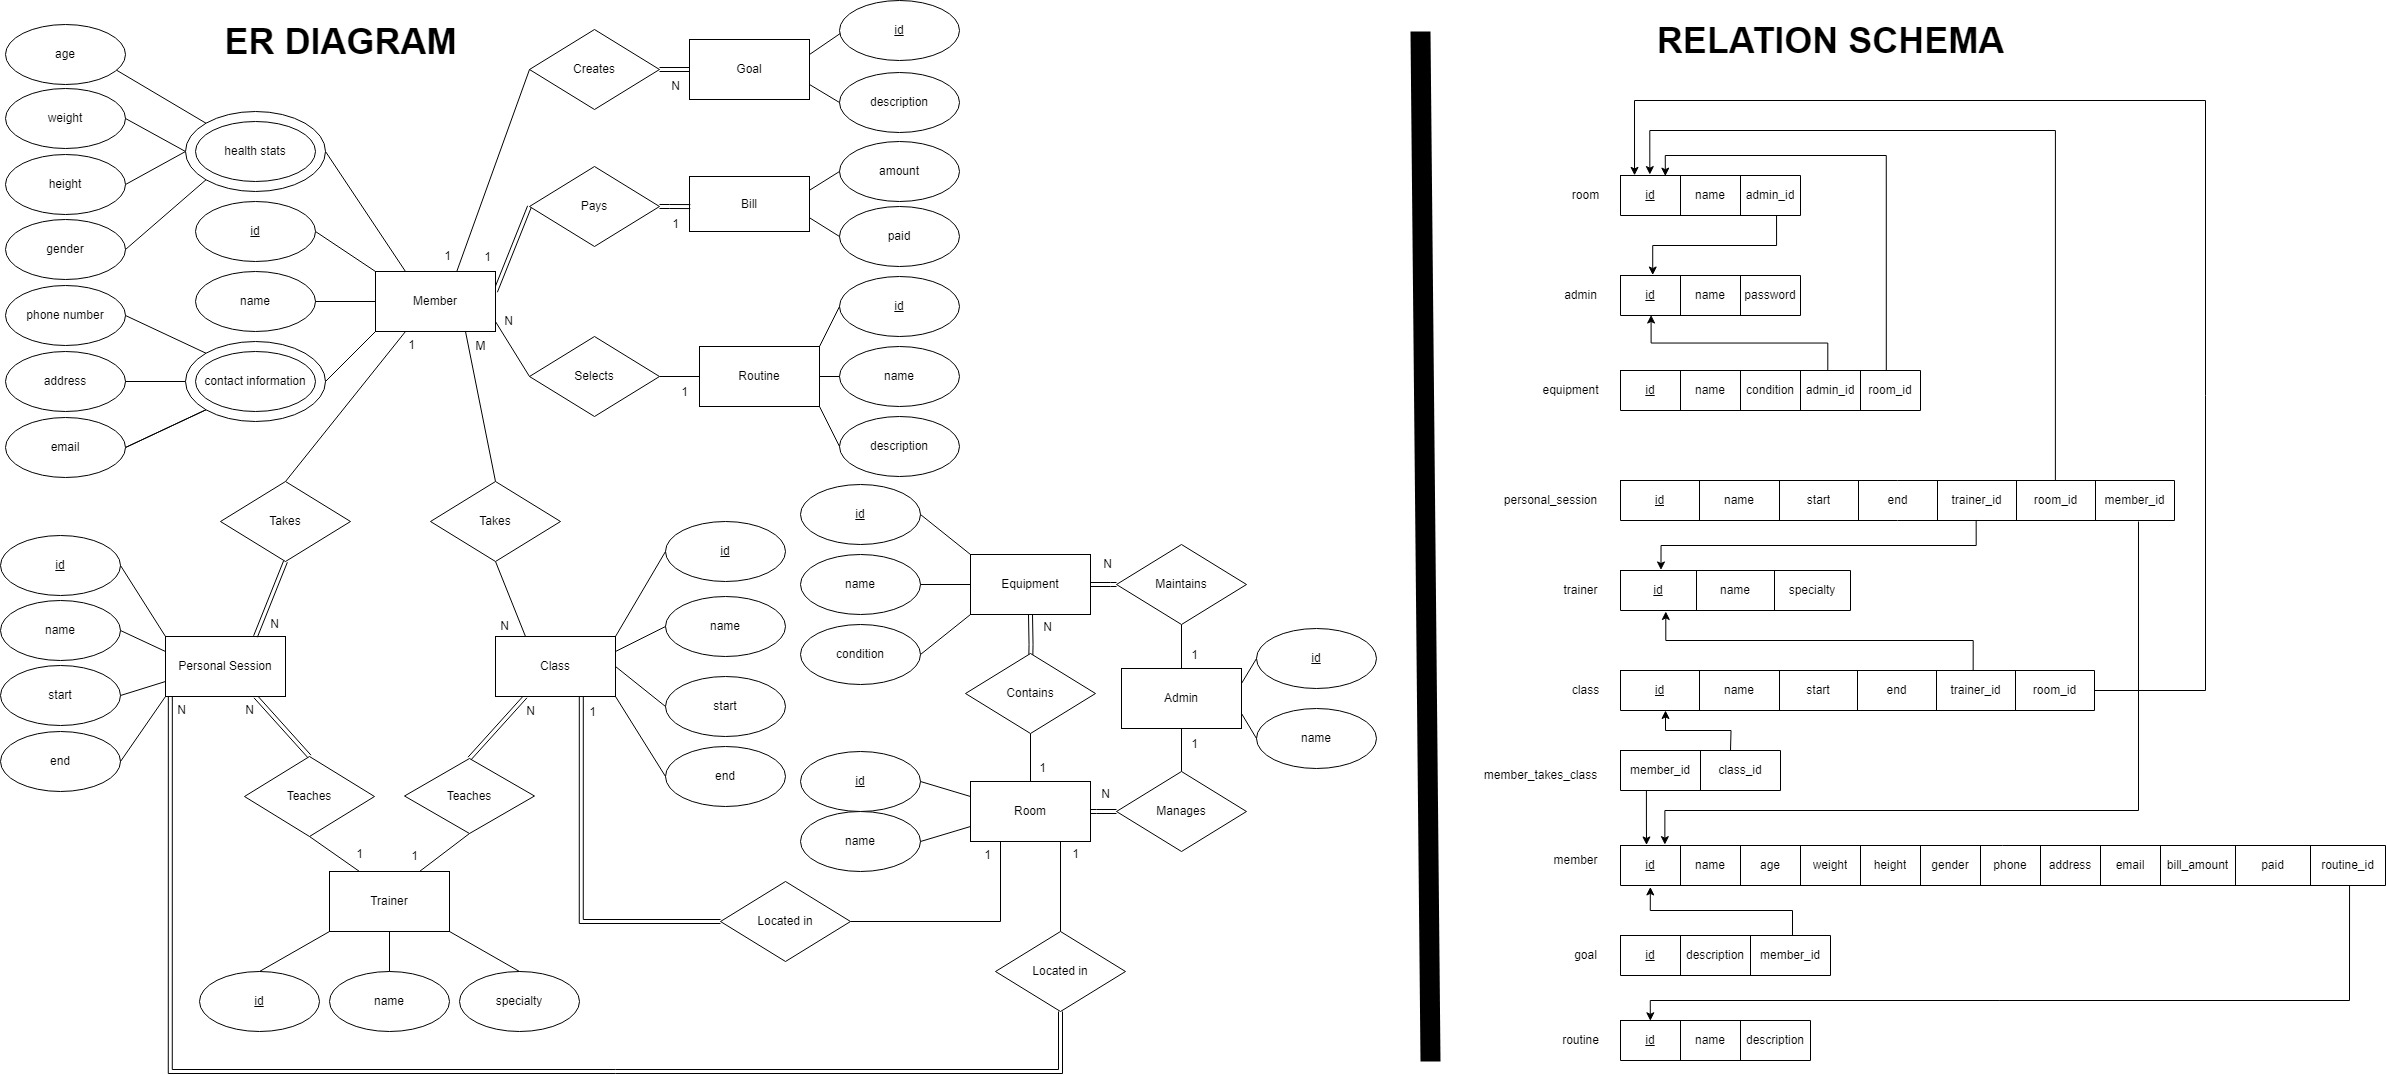 ER DIAGRAM
age
weight
height
gender
health stats
id
name
phone number
address
email
contact information
Member
1
1
N
M
1
Creates
N
Goal
id
description
Pays
1
Bill
amount
paid
Selects
1
Routine
id
name
description
Takes
N
Takes
N
id
name
start
end
Personal Session
N
N
Class
N
1
id
name
start
end
Teaches
1
Teaches
1
Trainer
id
name
specialty
id
name
condition
Equipment
N
N
Maintains
1
Admin
1
id
name
Contains
1
id
name
Room
N
1
1
Manages
Located in
Located in
RELATION SCHEMA
room
id
name
admin_id
admin
id
name
password
equipment
id
name
condition
admin_id
room_id
personal_session
id
name
start
end
trainer_id
room_id
member_id
trainer
id
name
specialty
class
id
name
start
end
trainer_id
room_id
member_takes_class
member_id
class_id
member
id
name
age
weight
height
gender
phone
address
email
bill_amount
paid
routine_id
goal
id
description
member_id
routine
id
name
description